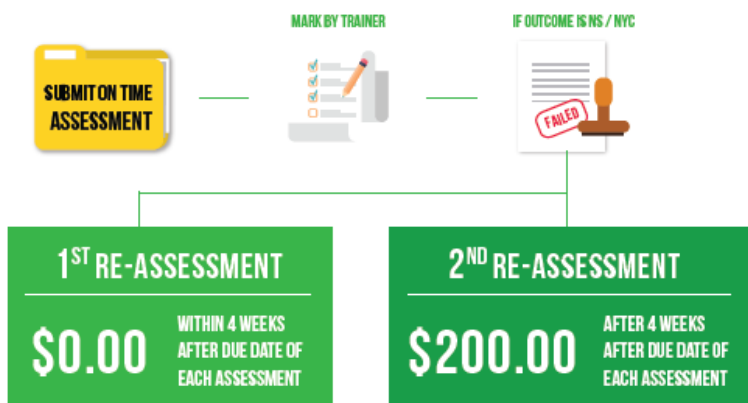 MARK BY TRAINER
IF OUTCOME IS NS / NYC
SUBMIT ON TIME
ASSESSMENT
FAILED
1ST RE-ASSESSMENT
$0.00
WITHIN 4 WEEKS
AFTER DUE DATE OF
EACH ASSESSMENT
2ND RE-ASSESSMENT
$200.00
AFTER 4 WEEKS
AFTER DUE DATE OF
EACH ASSESSMENT